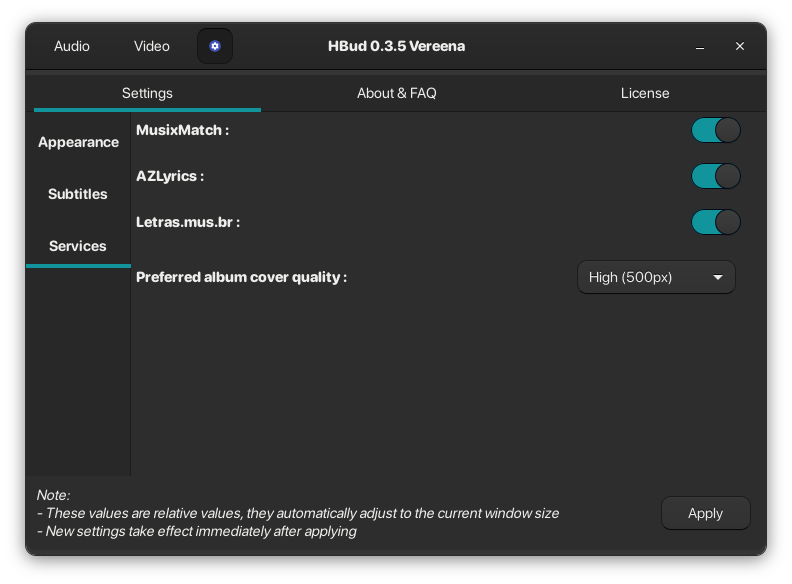 Audio Video HBud 0.3.5 Vereena
Settings About & FAQ License
Appearance
Subtitles
Services
MusixMatch :
AZLyrics :
Letras.mus.br :
Preferred album cover quality : High (500px)
Note:
- These values are relative values, they automatically adjust to the current window size
- New settings take effect immediately after applying
Apply